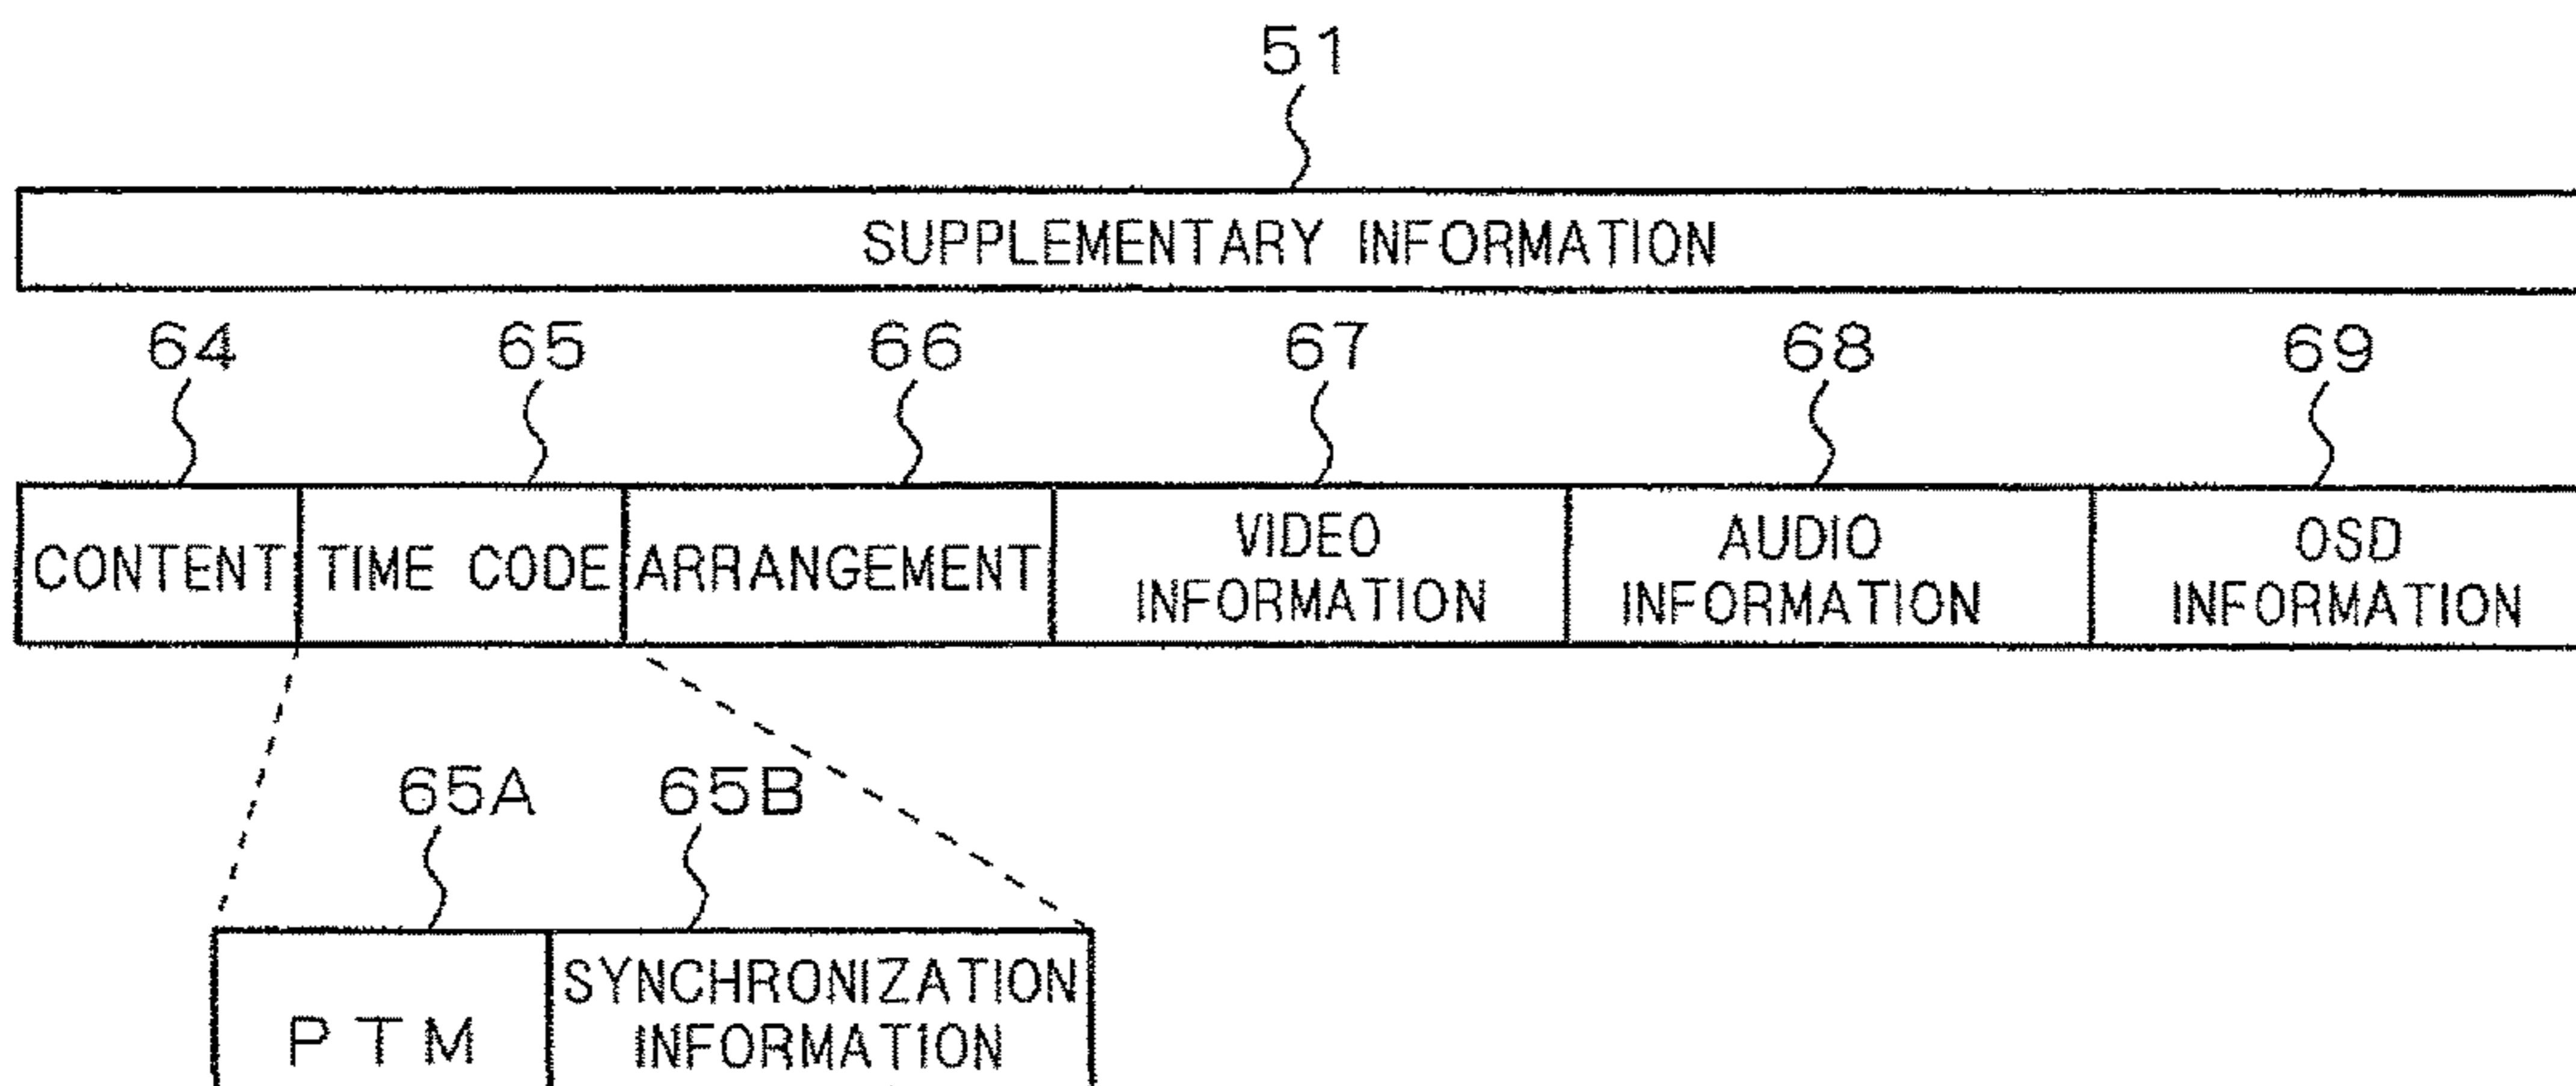 51
SUPPLEMENTARY INFORMATION
64 65 66 67 68 69
CONTENT TIME CODE ARRANGEMENT VIDEO INFORMATION AUDIO INFORMATION OSD INFORMATION
65A 65B
PTM SYNCHRONIZATION INFORMATION